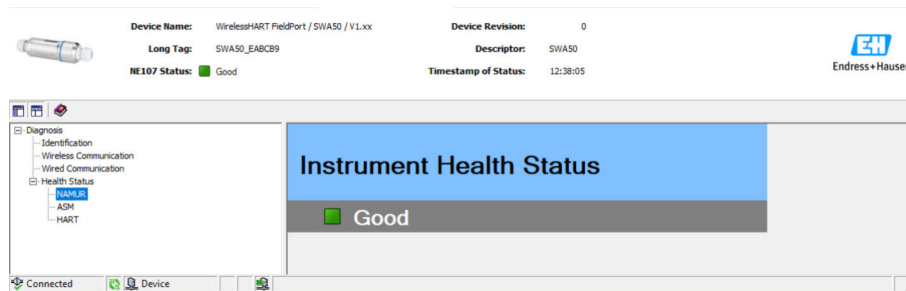 Device Name: WirelessHART FieldPort / SWA50 / V1.xx Device Revision: 0
Long Tag: SWA50_EABCB9 Descriptor: SWA50
NE107 Status: Good Timestamp of Status: 12:38:05
EH
Endress+Hauser
Diagnosis
Identification
Wireless Communication
Wired Communication
Health Status
NAMUR
ASM
HART
Instrument Health Status
Good
Connected Device